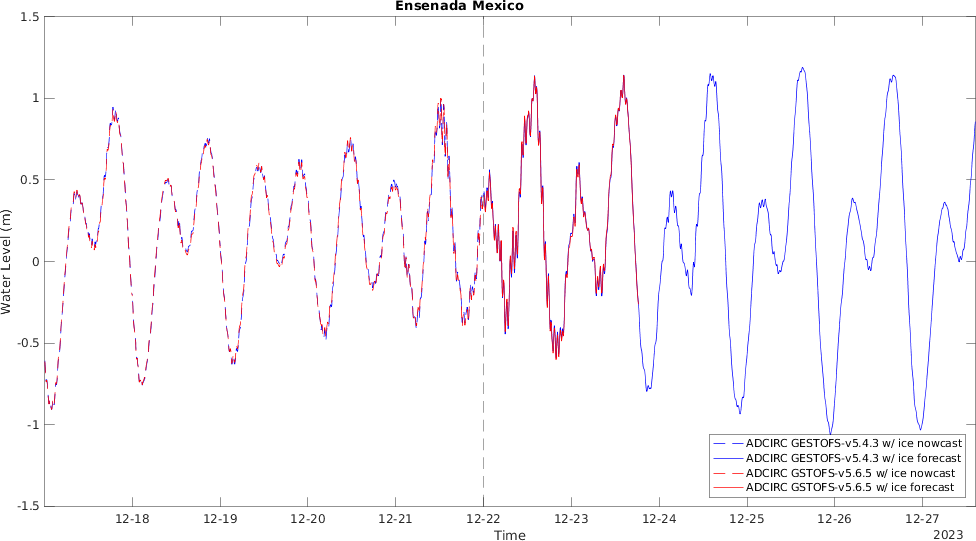 Ensenada Mexico
1.5
1
0.5
0
-0.5
-1
-1.5
Water Level (m)
12-18 12-19 12-20 12-21 12-22 12-23 12-24 12-25 12-26 12-27
Time
2023
ADCIRC GESTOFS-v5.4.3 w/ ice nowcast
ADCIRC GESTOFS-v5.4.3 w/ ice forecast
ADCIRC GSTOFS-v5.6.5 w/ ice nowcast
ADCIRC GSTOFS-v5.6.5 w/ ice forecast